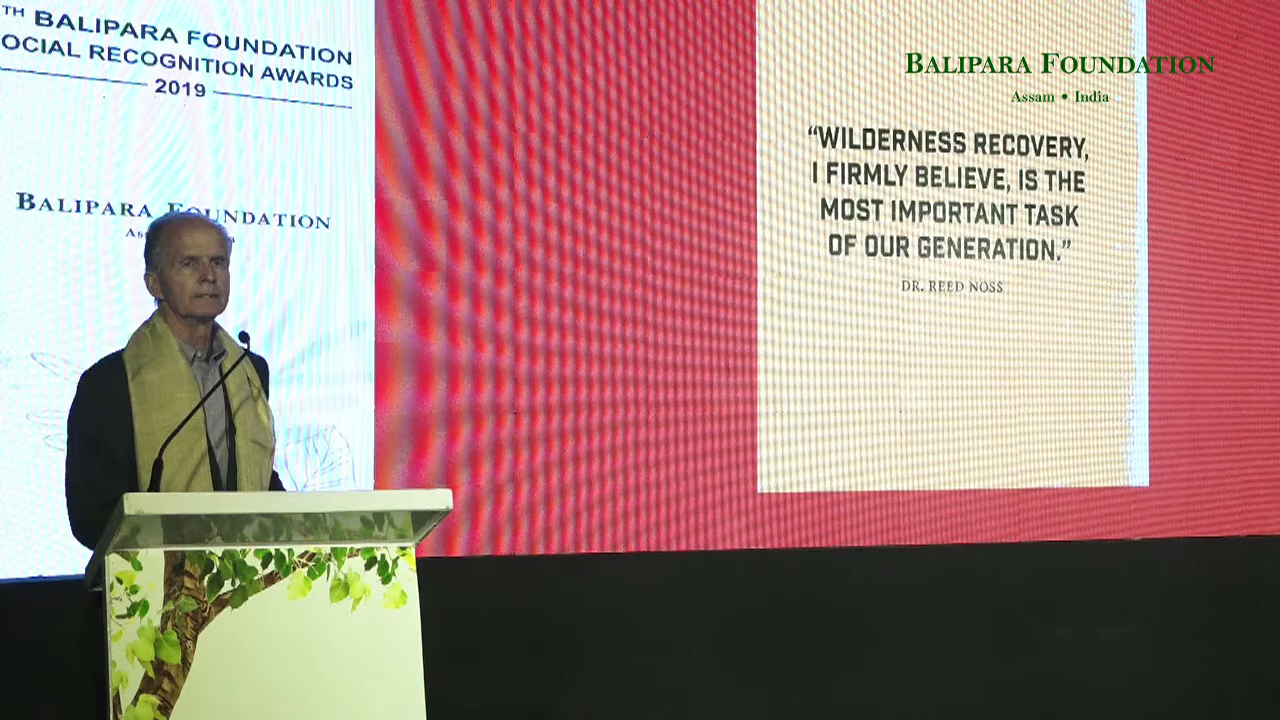 TH BALIPARA FOUNDATION
OCIAL RECOGNITION AWARDS
2019
BALIPARA FOUNDATION
BALIPARA FOUNDATION
Assam • India
“WILDERNESS RECOVERY,
I FIRMLY BELIEVE, IS THE
MOST IMPORTANT TASK
OF OUR GENERATION.”
DR. REED NOSS